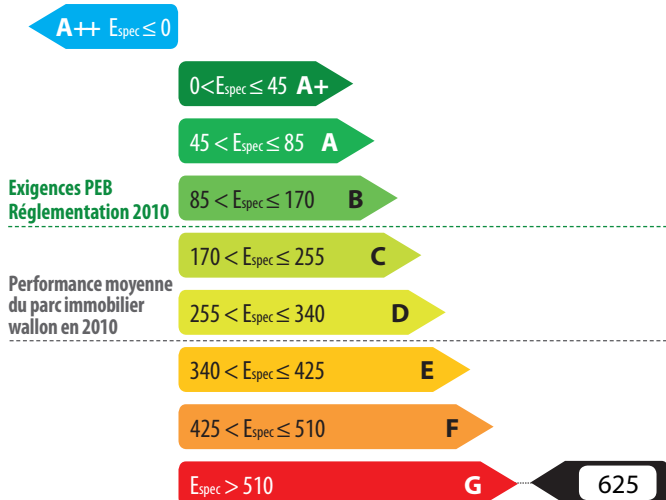 A++ Espec ≤ 0
0<Espec ≤ 45 A+
45 < Espec ≤ 85 A
Exigences PEB
Réglementation 2010
85 < Espec ≤ 170 B
170 < Espec ≤ 255 C
Performance moyenne
du parc immobilier
wallon en 2010
255 < Espec ≤ 340 D
340 < Espec ≤ 425 E
425 < Espec ≤ 510 F
Espec > 510 G 625